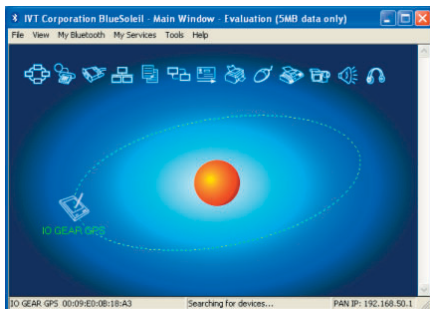 IVT Corporation BlueSoleil - Main Window - Evaluation (5MB data only)
File View My Bluetooth My Services Tools Help
IO GEAR GPS
IO GEAR GPS 00:09:E0:0B:18:A3 Searching for devices... PAN IP: 192.168.50.1